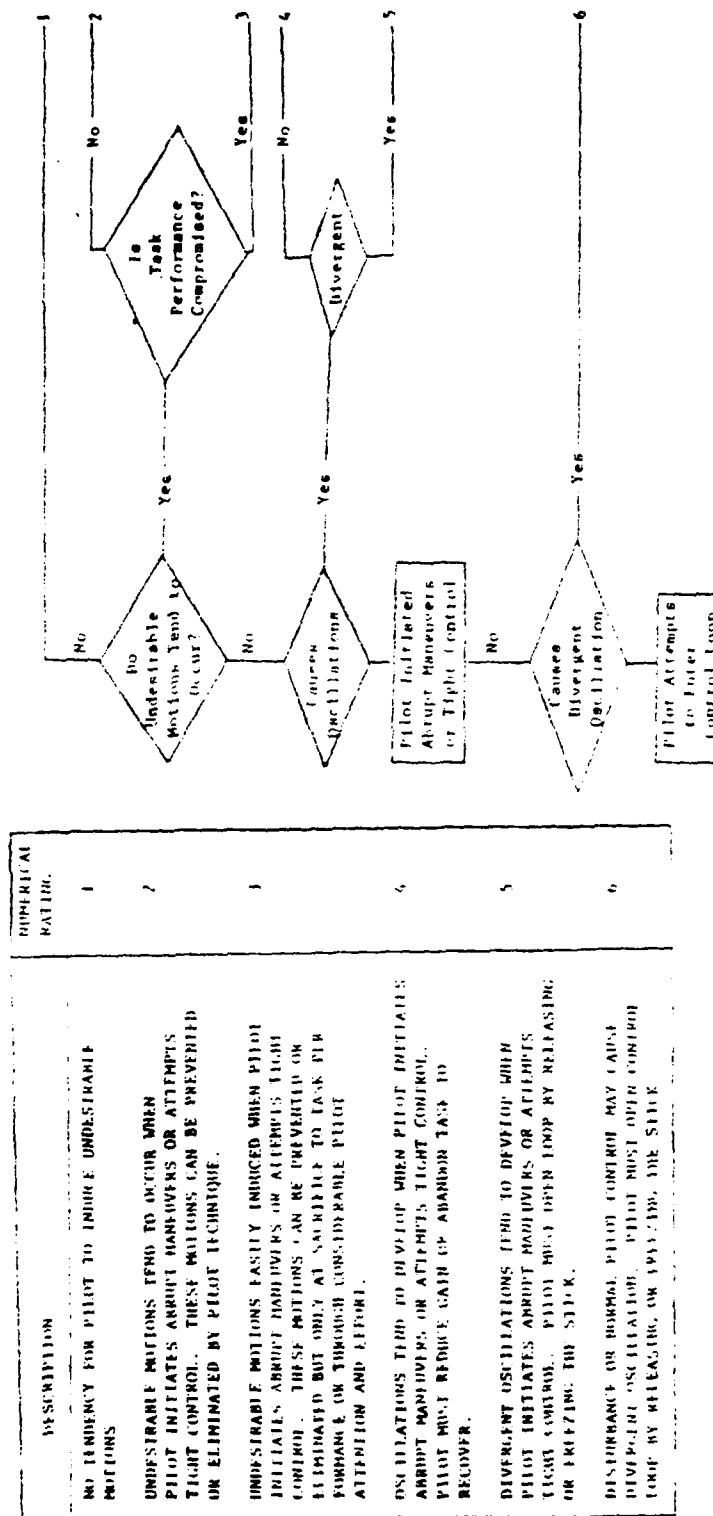 DESCRIPTION
NUMERICAL
RATING
NO TENDENCY FOR PILOT TO INDUCE UNDESIRABLE
MOTIONS
1
UNDESIRABLE MOTIONS TEND TO OCCUR WHEN
PILOT INITIATES ABRUPT MANEUVERS OR ATTEMPTS
TIGHT CONTROL. THESE MOTIONS CAN BE PREVENTED
OR ELIMINATED BY PILOT TECHNIQUE.
2
UNDESIRABLE MOTIONS EASILY INDUCED WHEN PILOT
INITIATES ABRUPT MANEUVERS OR ATTEMPTS TIGHT
CONTROL. THESE MOTIONS CAN BE PREVENTED OR
ELIMINATED BUT ONLY AT SACRIFICE TO TASK PER
FORMANCE OR THROUGH CONSIDERABLE PILOT
ATTENTION AND EFFORT.
3
OSCILLATIONS TEND TO DEVELOP WHEN PILOT INITIATES
ABRUPT MANEUVERS OR ATTEMPTS TIGHT CONTROL.
PILOT MUST REDUCE GAIN OR ABANDON TASK TO
RECOVER.
4
DIVERGENT OSCILLATIONS TEND TO DEVELOP WHEN
PILOT INITIATES ABRUPT MANEUVERS OR ATTEMPTS
TIGHT CONTROL. PILOT MUST OPEN LOOP BY RELEASING
OR FREEZING THE STICK.
5
DISTURBANCE OR NORMAL PILOT CONTROL MAY CAUSE
DIVERGENT OSCILLATION. PILOT MUST OPEN CONTROL
LOOP BY RELEASING OR FREEZING THE STICK
6
No
1
Do
Undesirable
Motions Tend to
Occur?
Yes
Is
Task
Performance
Compromised?
No
2
Yes
3
No
Causes
Oscillations
Yes
Divergent
No
4
Yes
5
Pilot Initiated
Abrupt Maneuvers
or Tight Control
No
Causes
Divergent
Oscillation
Yes
6
Pilot Attempts
to Enter
Control Loop